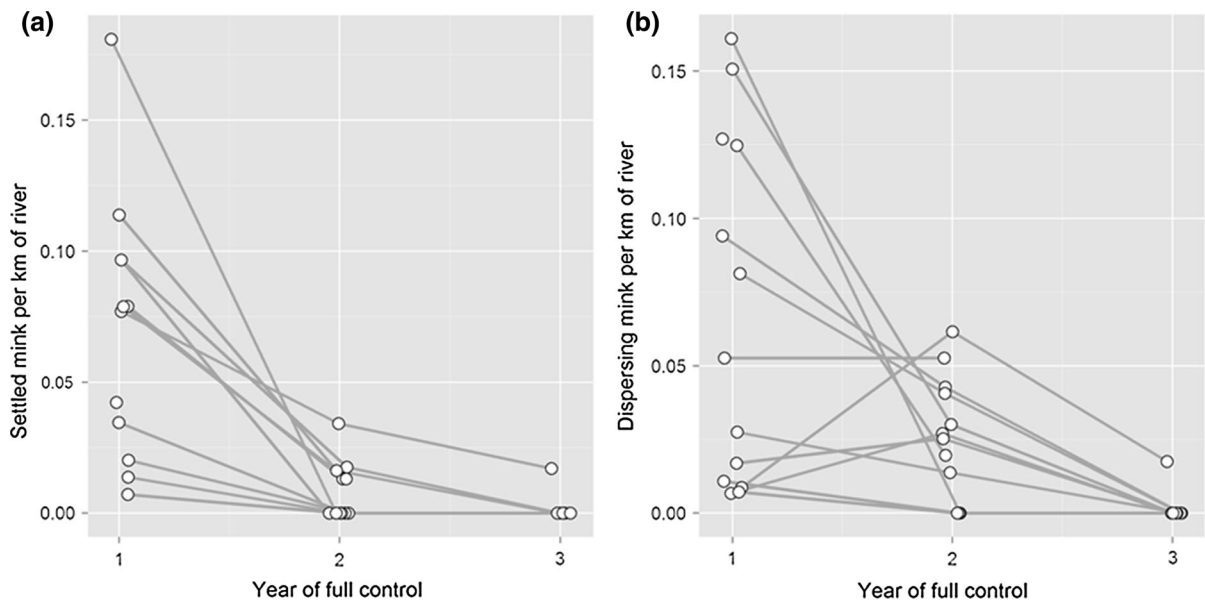 (a)
Settled mink per km of river
0.15
0.10
0.05
0.00
1 2 3
Year of full control
(b)
Dispersing mink per km of river
0.15
0.10
0.05
0.00
1 2 3
Year of full control